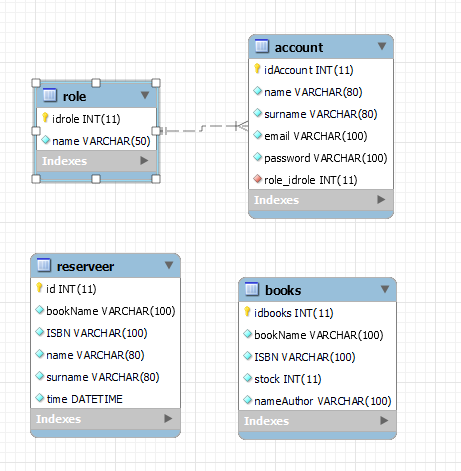 role
idrole INT(11)
name VARCHAR(50)
Indexes
account
idAccount INT(11)
name VARCHAR(80)
surname VARCHAR(80)
email VARCHAR(100)
password VARCHAR(100)
role_idrole INT(11)
Indexes
reserveer
id INT(11)
bookName VARCHAR(100)
ISBN VARCHAR(100)
name VARCHAR(80)
surname VARCHAR(80)
time DATETIME
Indexes
books
idbooks INT(11)
bookName VARCHAR(100)
ISBN VARCHAR(100)
stock INT(11)
nameAuthor VARCHAR(100)
Indexes